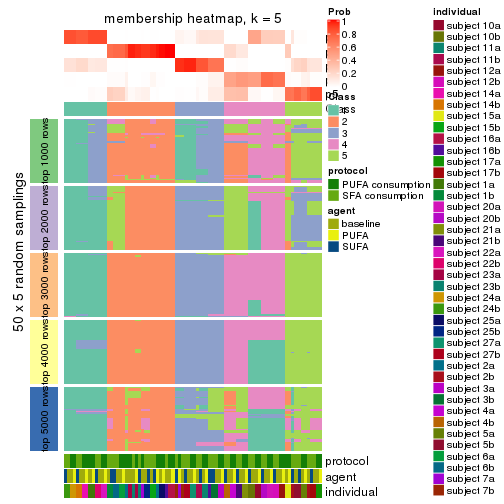 membership heatmap, k = 5
50 x 5 random samplings
top 1000 rows
top 2000 rows
top 3000 rows
top 4000 rows
top 5000 rows
protocol
agent
individual
Prob
1
0.8
0.6
0.4
0.2
0
Class
2
3
4
5
protocol
PUFA consumption
SFA consumption
agent
baseline
PUFA
SUFA
individual
subject 10a
subject 10b
subject 11a
subject 11b
subject 12a
subject 12b
subject 14a
subject 14b
subject 15a
subject 15b
subject 16a
subject 16b
subject 17a
subject 17b
subject 1a
subject 1b
subject 20a
subject 20b
subject 21a
subject 21b
subject 22a
subject 22b
subject 23a
subject 23b
subject 24a
subject 24b
subject 25a
subject 25b
subject 27a
subject 27b
subject 2a
subject 2b
subject 3a
subject 3b
subject 4a
subject 4b
subject 5a
subject 5b
subject 6a
subject 6b
subject 7a
subject 7b